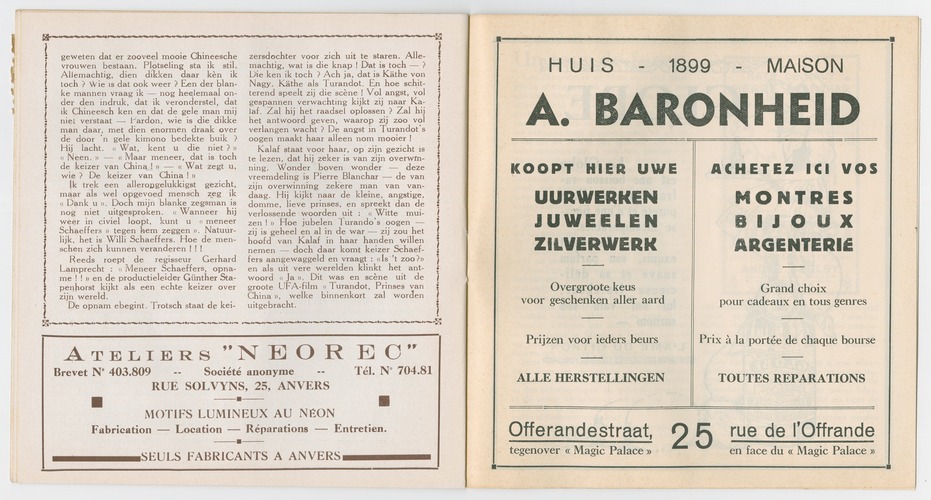 geweten dat er zooveel mooie Chineesche
vrouwen bestaan. Plotseling sta ik stil.
Allemachtig, dien dikken daar kèn ik
toch ? Wie is dat ook weer ? Een der blan-
ke mannen vraag ik — nog heelemaal on-
der den indruk, dat ik veronderstel, dat
ik Chineesch ken en dat de gele man mij
niet verstaat — Pardon, wie is die dikke
man daar, met dien enormen draak over
de door 'n gele kimono bedekte buik ?
Hij lacht. « Wat, kent u die niet ? »
« Neen. » — « Maar meneer, dat is toch
de keizer van China ! » — « Wat zegt u,
wie ? De keizer van China ! »
Ik trek een allerongelukkigst gezicht,
maar als wel opgevoed mensch zeg ik
« Dank u ». Doch mijn blanke zegsman is
nog niet uitgesproken. « Wanneer hij
weer in civiel loopt, kunt u « meneer
Schaeffers » tegen hem zeggen ». Natuur-
lijk, het is Willi Schaeffers. Hoe de men-
schen zich kunnen veranderen ! ! !
Reeds roept de regisseur Gerhard
Lamprecht : « Meneer Schaeffers, opna-
me ! ! » en de productieleider Günther Sta-
penhorst kijkt als een echte keizer over
zijn wereld.
De opnam ebegint. Trotsch staat de kei-
zersdochter voor zich uit te staren. Alle-
machtig, wat is die knap ! Dat is toch — ?
Die ken ik toch ? Ach ja, dat is Käthe von
Nagy. Käthe als Turandot. En hoe schit-
terend speelt zij die scène ! Vol angst, vol
gespannen verwachting kijkt zij naar Ka-
laf. Zal hij het raadsel oplossen ? Zal hij
het antwoord geven, waarop zij zoo vol
verlangen wacht ? De angst in Turandot's
oogen maakt haar alleen nom mooier !
Kalaf staat voor haar, op zijn gezicht is
te lezen, dat hij zeker is van zijn overwin-
ning. Wonder boven wonder — deze
vreemdeling is Pierre Blanchar — de van
zijn overwinning zekere man van van-
daag. Hij kijkt naar de kleine, angstige,
domme, lieve prinses, en spreekt dan de
verlossende woorden uit : « Witte mui-
zen ! » Hoe jubelen Turando's oogen —
zij is geheel en al in de war — zij zou het
hoofd van Kalaf in haar handen willen
nemen — doch daar komt keizer Schaef-
fers aangewaggeld en vraagt : « Is 't zoo ?»
en als uit vere werelden klinkt het ant-
woord « Ja ». Dit was en scène uit de
groote UFA-film « Turandot, Prinses van
China », welke binnenkort zal worden
uitgebracht.
ATELIERS "NEOREC"
Brevet N° 403.809 -- Société anonyme -- Tél. N° 704.81
RUE SOLVYNS, 25, ANVERS
MOTIFS LUMINEUX AU NÉON
Fabrication — Location — Réparations — Entretien.
SEULS FABRICANTS A ANVERS
HUIS - 1899 - MAISON
A. BARONHEID
KOOPT HIER UWE
UURWERKEN
JUWEELEN
ZILVERWERK
Overgroote keus
voor geschenken aller aard
Prijzen voor ieders beurs
ALLE HERSTELLINGEN
ACHETEZ ICI VOS
MONTRES
BIJOUX
ARGENTERIE
Grand choix
pour cadeaux en tous genres
Prix à la portée de chaque bourse
TOUTES REPARATIONS
Offerandestraat, 25 rue de l'Offrande
tegenover « Magic Palace » en face du « Magic Palace »